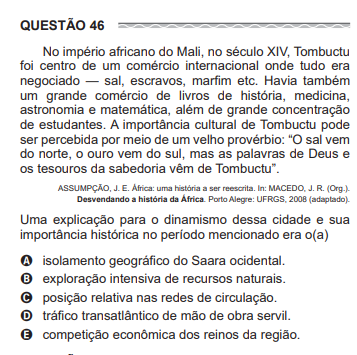 QUESTÃO 46
No império africano do Mali, no século XIV, Tombuctu
foi centro de um comércio internacional onde tudo era
negociado — sal, escravos, marfim etc. Havia também
um grande comércio de livros de história, medicina,
astronomia e matemática, além de grande concentração
de estudantes. A importância cultural de Tombuctu pode
ser percebida por meio de um velho provérbio: “O sal vem
do norte, o ouro vem do sul, mas as palavras de Deus e
os tesouros da sabedoria vêm de Tombuctu”.
ASSUMPÇÃO, J. E. África: uma história a ser reescrita. In: MACEDO, J. R. (Org.).
Desvendando a história da África. Porto Alegre: UFRGS, 2008 (adaptado).
Uma explicação para o dinamismo dessa cidade e sua
importância histórica no período mencionado era o(a)
A isolamento geográfico do Saara ocidental.
B exploração intensiva de recursos naturais.
C posição relativa nas redes de circulação.
D tráfico transatlântico de mão de obra servil.
E competição econômica dos reinos da região.